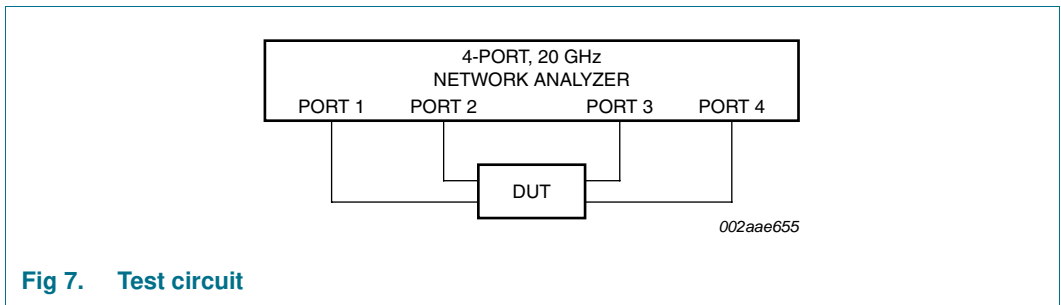 4-PORT, 20 GHz
NETWORK ANALYZER
PORT 1 PORT 2 PORT 3 PORT 4
DUT
002aae655
Fig 7. Test circuit